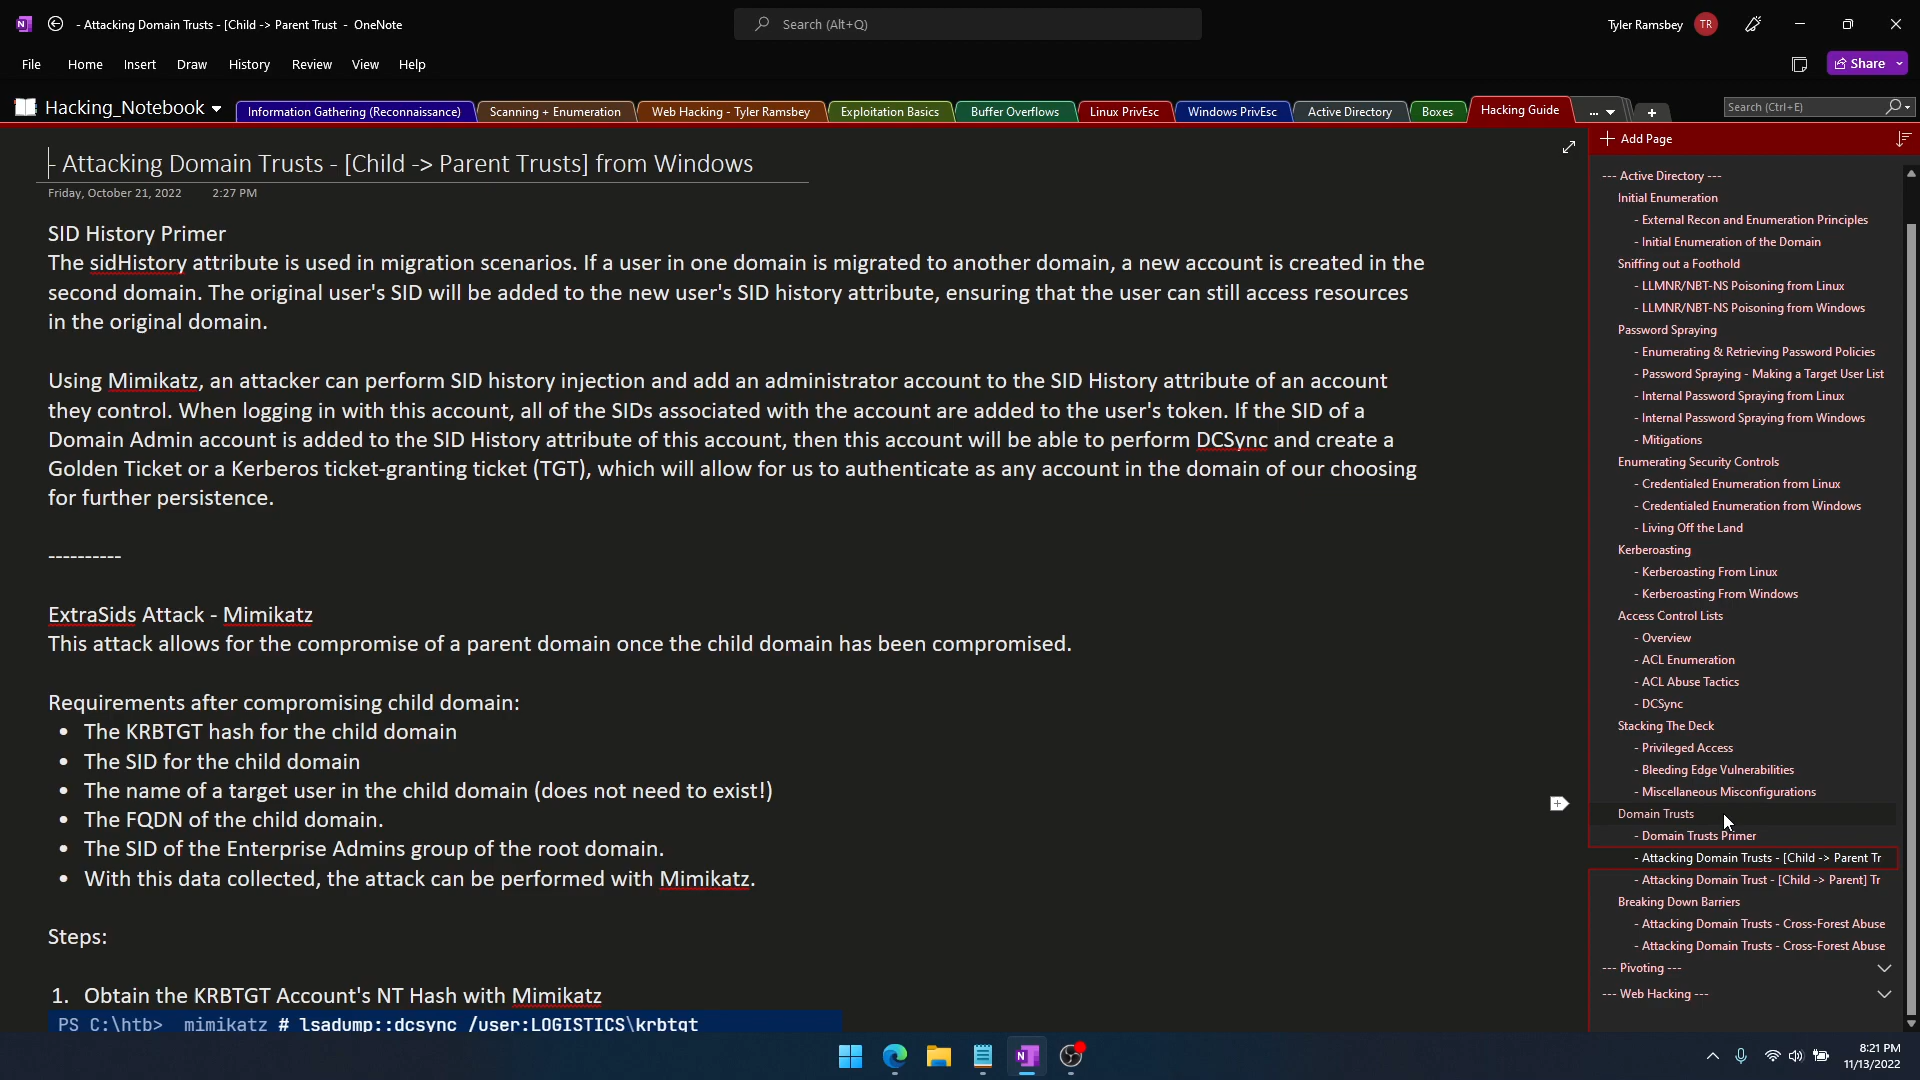 - Attacking Domain Trusts - [Child -> Parent Trust - OneNote
Search (Alt+Q)
Tyler Ramsbey
TR
File Home Insert Draw History Review View Help
Share
Hacking_Notebook
Information Gathering (Reconnaissance)
Scanning + Enumeration
Web Hacking - Tyler Ramsbey
Exploitation Basics
Buffer Overflows
Linux PrivEsc
Windows PrivEsc
Active Directory
Boxes
Hacking Guide
...
+
Search (Ctrl+E)
- Attacking Domain Trusts - [Child -> Parent Trusts] from Windows
Friday, October 21, 2022 2:27 PM
SID History Primer
The sidHistory attribute is used in migration scenarios. If a user in one domain is migrated to another domain, a new account is created in the
second domain. The original user's SID will be added to the new user's SID history attribute, ensuring that the user can still access resources
in the original domain.
Using Mimikatz, an attacker can perform SID history injection and add an administrator account to the SID History attribute of an account
they control. When logging in with this account, all of the SIDs associated with the account are added to the user's token. If the SID of a
Domain Admin account is added to the SID History attribute of this account, then this account will be able to perform DCSync and create a
Golden Ticket or a Kerberos ticket-granting ticket (TGT), which will allow for us to authenticate as any account in the domain of our choosing
for further persistence.
----------
ExtraSids Attack - Mimikatz
This attack allows for the compromise of a parent domain once the child domain has been compromised.
Requirements after compromising child domain:
• The KRBTGT hash for the child domain
• The SID for the child domain
• The name of a target user in the child domain (does not need to exist!)
• The FQDN of the child domain.
• The SID of the Enterprise Admins group of the root domain.
• With this data collected, the attack can be performed with Mimikatz.
Steps:
1. Obtain the KRBTGT Account's NT Hash with Mimikatz
PS C:\htb> mimikatz # lsadump::dcsync /user:LOGISTICS\krbtgt
Add Page
--- Active Directory ---
Initial Enumeration
- External Recon and Enumeration Principles
- Initial Enumeration of the Domain
Sniffing out a Foothold
- LLMNR/NBT-NS Poisoning from Linux
- LLMNR/NBT-NS Poisoning from Windows
Password Spraying
- Enumerating & Retrieving Password Policies
- Password Spraying - Making a Target User List
- Internal Password Spraying from Linux
- Internal Password Spraying from Windows
- Mitigations
Enumerating Security Controls
- Credentialed Enumeration from Linux
- Credentialed Enumeration from Windows
- Living Off the Land
Kerberoasting
- Kerberoasting From Linux
- Kerberoasting From Windows
Access Control Lists
- Overview
- ACL Enumeration
- ACL Abuse Tactics
- DCSync
Stacking The Deck
- Privileged Access
- Bleeding Edge Vulnerabilities
- Miscellaneous Misconfigurations
Domain Trusts
- Domain Trusts Primer
- Attacking Domain Trusts - [Child -> Parent Tr
- Attacking Domain Trust - [Child -> Parent] Tr
Breaking Down Barriers
- Attacking Domain Trusts - Cross-Forest Abuse
- Attacking Domain Trusts - Cross-Forest Abuse
--- Pivoting ---
--- Web Hacking ---
8:21 PM
11/13/2022